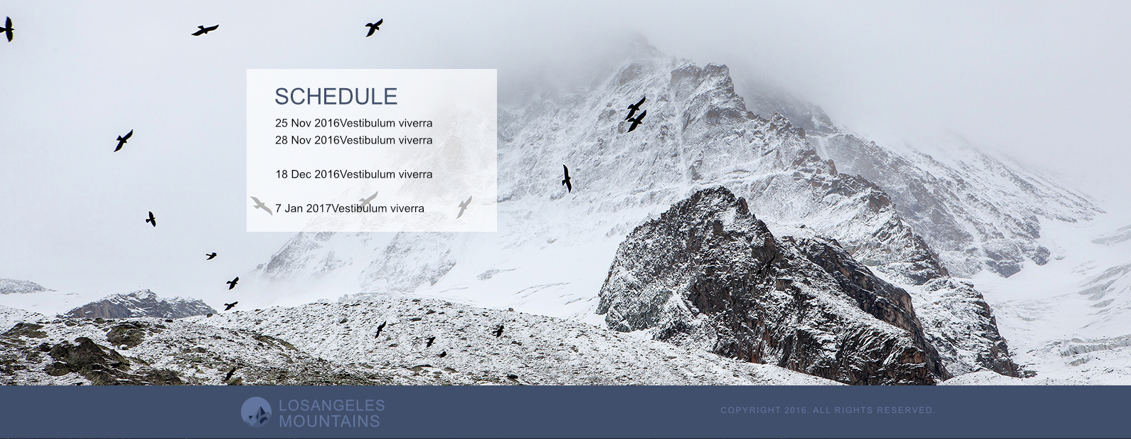 SCHEDULE
25 Nov 2016Vestibulum viverra
28 Nov 2016Vestibulum viverra
18 Dec 2016Vestibulum viverra
7 Jan 2017Vestibulum viverra
LOSANGELES
MOUNTAINS
COPYRIGHT 2016. ALL RIGHTS RESERVED.